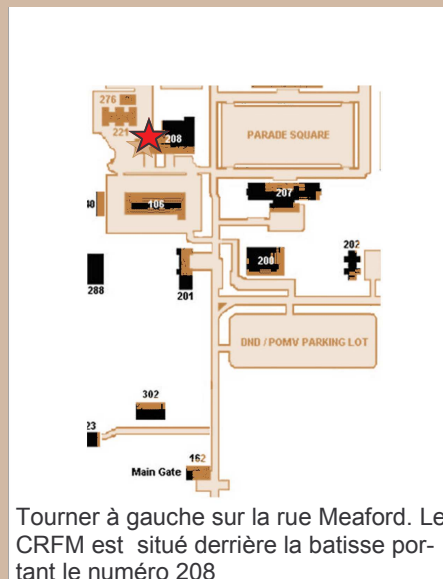 276
221
208
PARADE SQUARE
207
106
202
200
288
201
DND / POMV PARKING LOT
302
23
162
Main Gate
Tourner à gauche sur la rue Meaford. Le
CRFM est situé derrière la batisse por-
tant le numéro 208